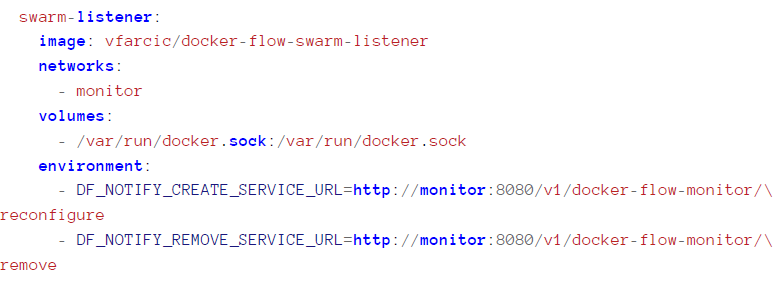 swarm-listener:
image: vfarcic/docker-flow-swarm-listener
networks:
- monitor
volumes:
- /var/run/docker.sock:/var/run/docker.sock
environment:
- DF_NOTIFY_CREATE_SERVICE_URL=http://monitor:8080/v1/docker-flow-monitor/\
reconfigure
- DF_NOTIFY_REMOVE_SERVICE_URL=http://monitor:8080/v1/docker-flow-monitor/\
remove